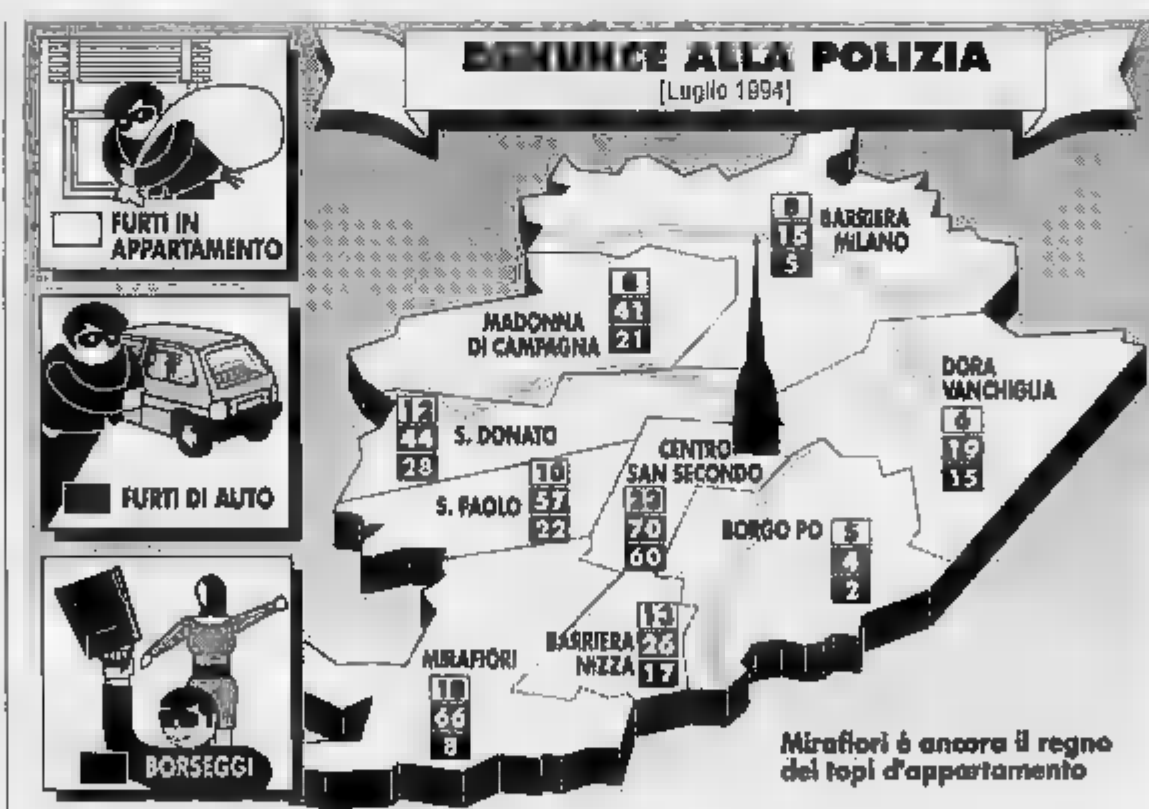 DENUNCE ALLA POLIZIA
[Luglio 1994]
FURTI IN
APPARTAMENTO
FURTI DI AUTO
BORSEGGI
BARRIERA
MILANO
15
5
MADONNA
DI CAMPAGNA
41
21
DORA
VANCHIGLIA
6
19
15
12
44
28
S. DONATO
S. PAOLO
10
57
22
CENTRO
SAN SECONDO
70
60
BORGO PO
5
4
2
BARRIERA
NIZZA
13
26
17
MIRAFIORI
66
8
Mirafiori è ancora il regno
dei topi d'appartamento